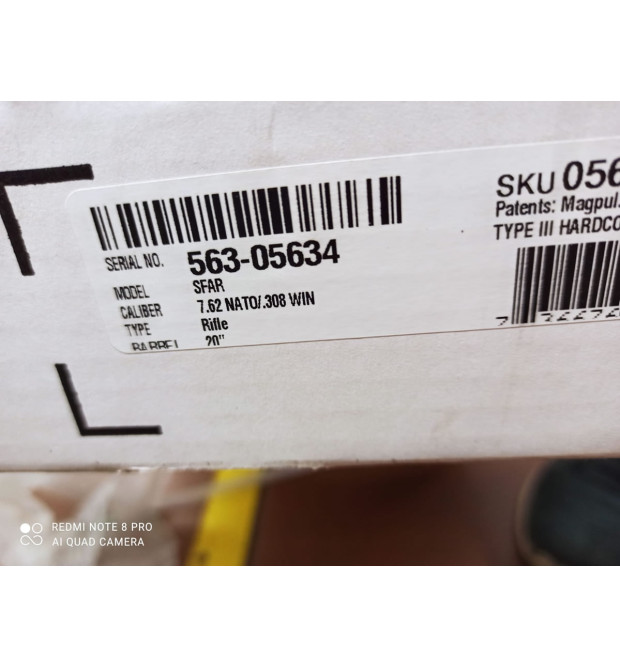 SERIAL NO. 563-05634
MODEL SFAR
CALIBER 7.62 NATO/.308 WIN
TYPE Rifle
BARREL 20"
SKU 056
Patents: Magpul.
TYPE III HARDCO
REDMI NOTE 8 PRO
AI QUAD CAMERA